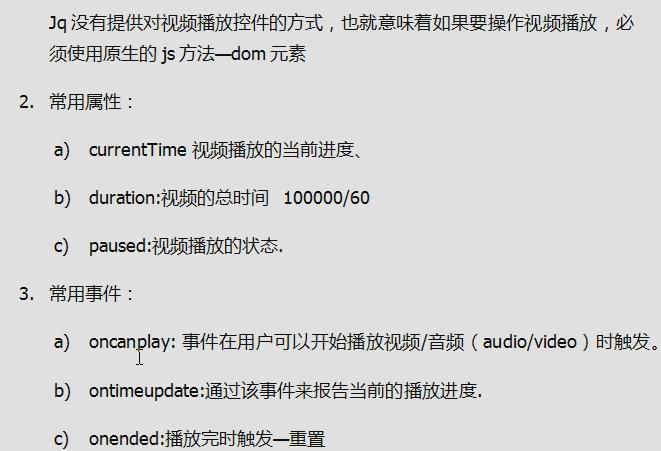 Jq 没有提供对视频播放控件的方式，也就意味着如果要操作视频播放，必
须使用原生的 js 方法—dom 元素
2. 常用属性：
a) currentTime 视频播放的当前进度、
b) duration:视频的总时间 100000/60
c) paused:视频播放的状态.
3. 常用事件：
a) oncanplay: 事件在用户可以开始播放视频/音频（audio/video）时触发。
b) ontimeupdate:通过该事件来报告当前的播放进度.
c) onended:播放完时触发—重置